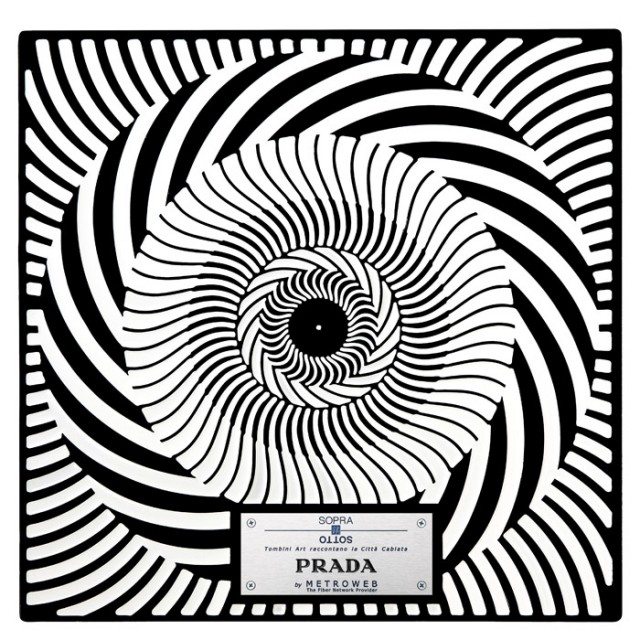 SOPRA
SOTTO
Tombini Art raccontano la Città Cablata
PRADA
by METROWEB
The Fiber Network Provider